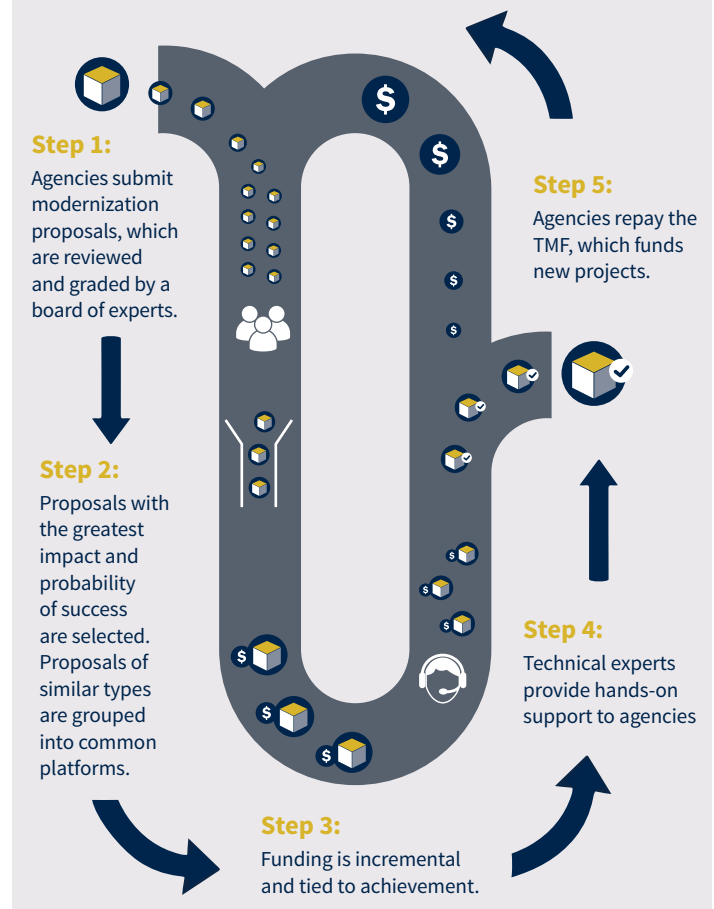 Step 1:
Agencies submit
modernization
proposals, which
are reviewed
and graded by a
board of experts.
Step 2:
Proposals with
the greatest
impact and
probability
of success
are selected.
Proposals of
similar types
are grouped
into common
platforms.
Step 3:
Funding is incremental
and tied to achievement.
Step 4:
Technical experts
provide hands-on
support to agencies
Step 5:
Agencies repay the
TMF, which funds
new projects.
$
$
$
$
$
$
$
$
$
$
$